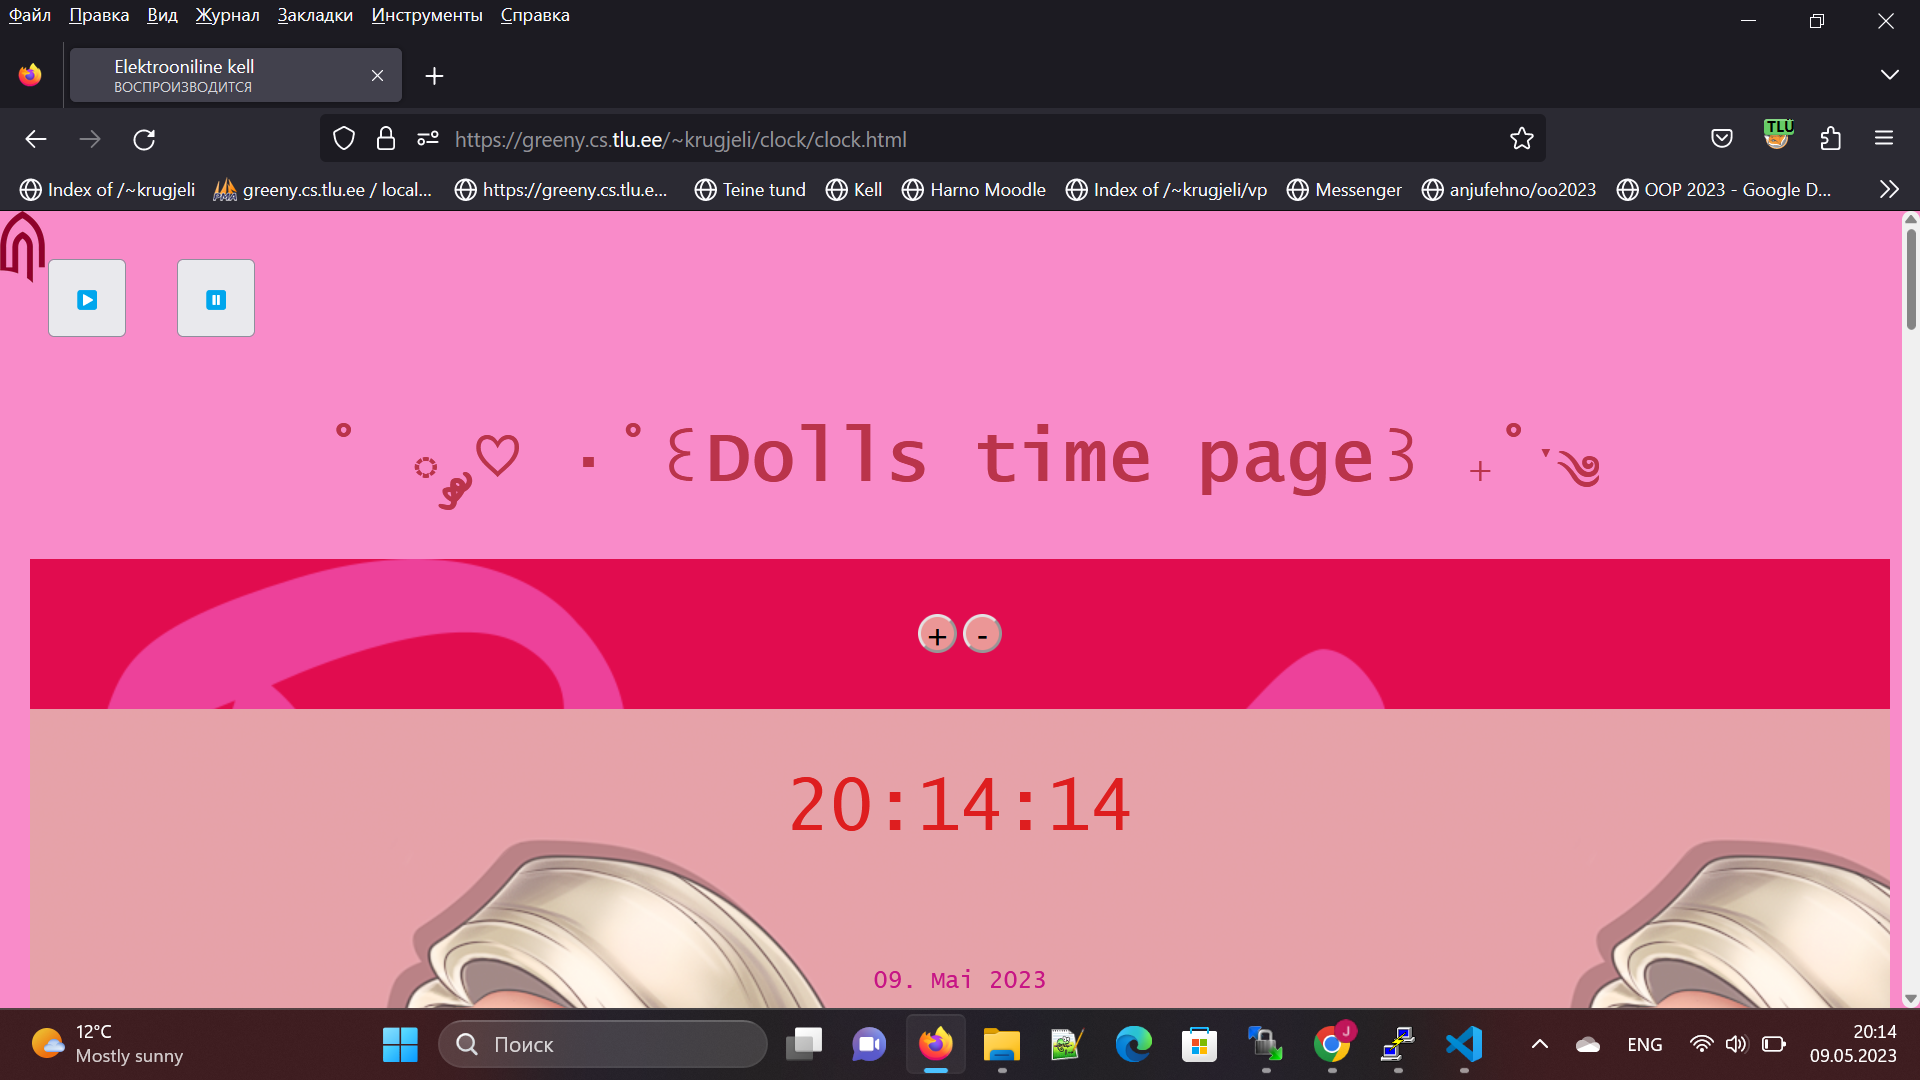 Файл Правка Вид Журнал Закладки Инструменты Справка
Elektrooniline kell
ВОСПРОИЗВОДИТСЯ
https://greeny.cs.tlu.ee/~krugjeli/clock/clock.html
TLU
Index of /~krugjeli greeny.cs.tlu.ee / local... https://greeny.cs.tlu.e... Teine tund Kell Harno Moodle Index of /~krugjeli/vp Messenger anjufehno/oo2023 OOP 2023 - Google D...
Dolls time page
+ -
20:14:14
09. Mai 2023
12°C
Mostly sunny
Поиск
J
ENG
20:14
09.05.2023